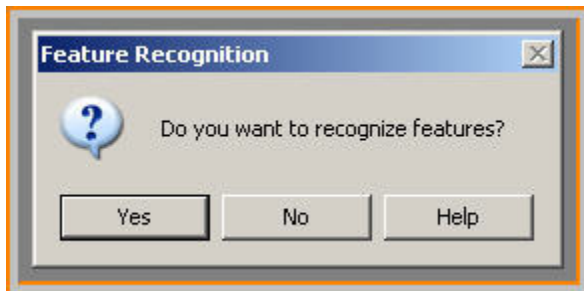 Feature Recognition
Do you want to recognize features?
Yes No Help